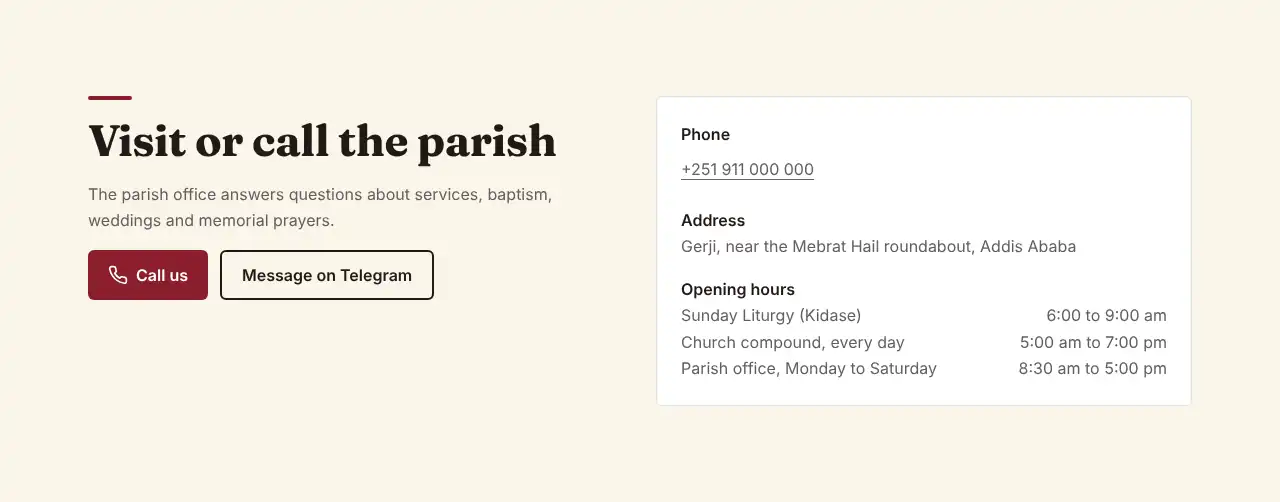 Visit or call the parish
The parish office answers questions about services, baptism,
weddings and memorial prayers.
Call us
Message on Telegram
Phone
+251 911 000 000
Address
Gerji, near the Mebrat Hail roundabout, Addis Ababa
Opening hours
Sunday Liturgy (Kidase) 6:00 to 9:00 am
Church compound, every day 5:00 am to 7:00 pm
Parish office, Monday to Saturday 8:30 am to 5:00 pm